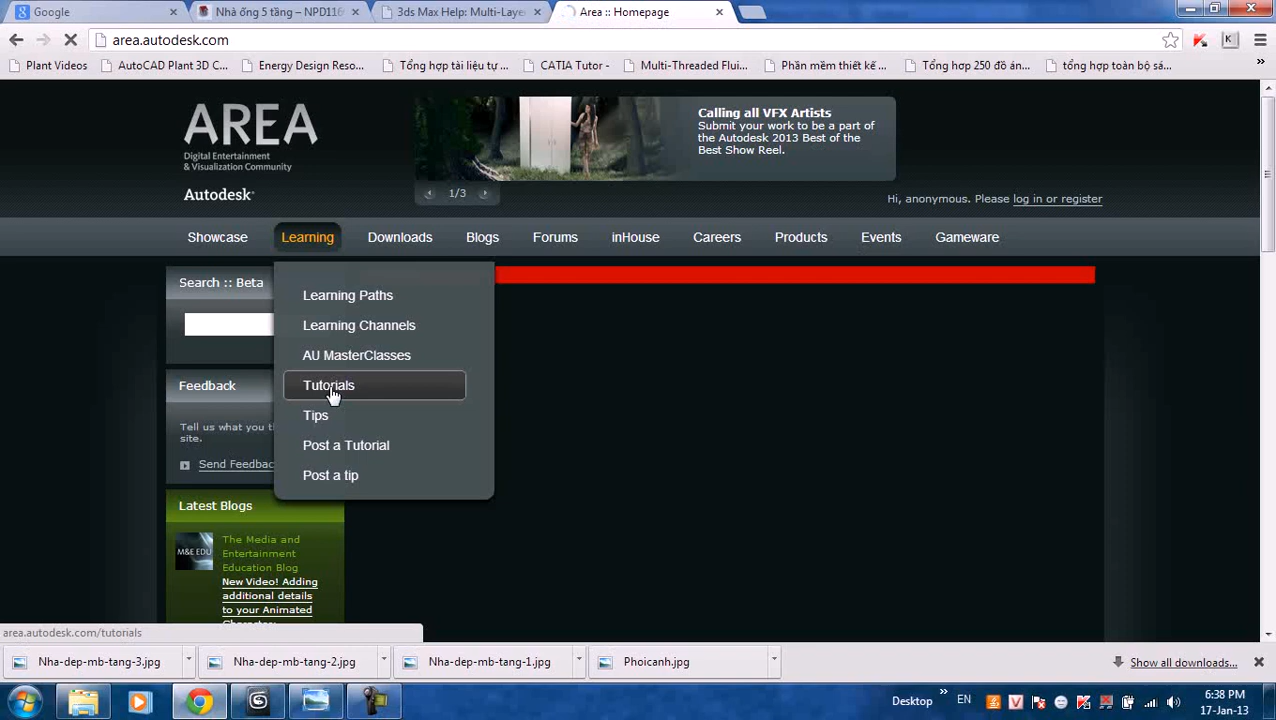 Google
Nhà ống 5 tầng – NPD116
3ds Max Help: Multi-Laye
Area :: Homepage
area.autodesk.com
Plant Videos
AutoCAD Plant 3D C...
Energy Design Reso...
Tổng hợp tài liệu tự ...
CATIA Tutor -
Multi-Threaded Flui...
Phần mềm thiết kế ...
Tổng hợp 250 đồ án...
tổng hợp toàn bộ sá...
»
AREA
Digital Entertainment
& Visualization Community
Autodesk
Calling all VFX Artists
Submit your work to be a part of
the Autodesk 2013 Best of the
Best Show Reel.
1/3
Hi, anonymous. Please log in or register
Showcase
Learning
Downloads
Blogs
Forums
inHouse
Careers
Products
Events
Gameware
Search :: Beta
Learning Paths
Learning Channels
AU MasterClasses
Tutorials
Tips
Post a Tutorial
Post a tip
Feedback
Tell us what you t
site.
Send Feedbac
Latest Blogs
M&E EDU
The Media and
Entertainment
Education Blog
New Video! Adding
additional details
to your Animated
area.autodesk.com/tutorials
Nha-dep-mb-tang-3.jpg
Nha-dep-mb-tang-2.jpg
Nha-dep-mb-tang-1.jpg
Phoicanh.jpg
Show all downloads...
Desktop
»
EN
6:38 PM
17-Jan-13